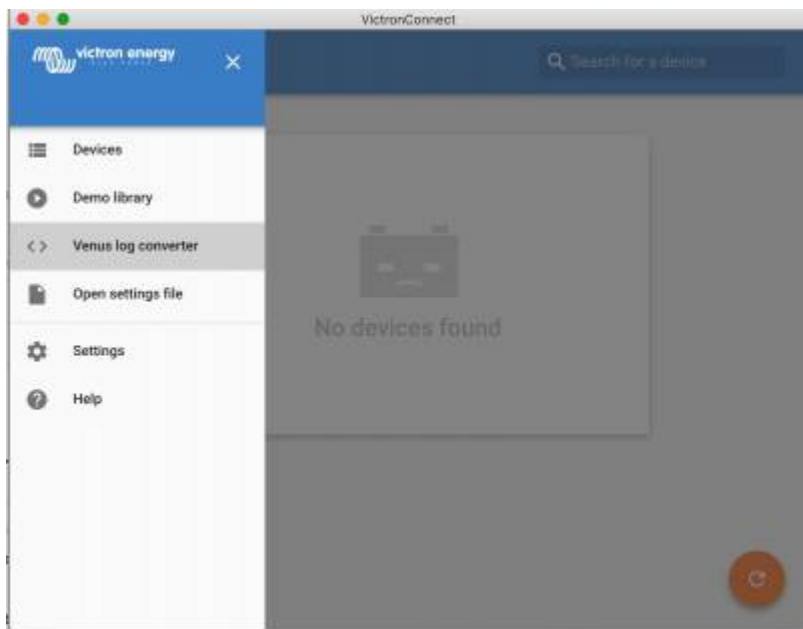 VictronConnect
victron energy
Search for a device
Devices
Demo library
Venus log converter
Open settings file
No devices found
Settings
Help